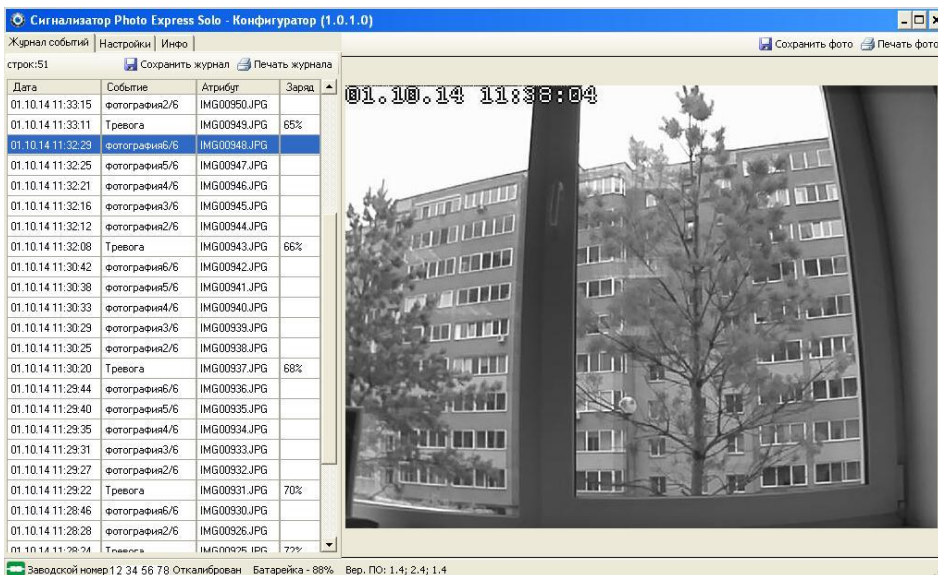 Сигнализатор Photo Express Solo - Конфигуратор (1.0.1.0)
Журнал событий Настройки Инфо Сохранить фото Печать фото
строк:51 Сохранить журнал Печать журнала
Дата Событие Атрибут Заряд
01.10.14 11:33:15 фотография2/6 IMG00950.JPG
01.10.14 11:33:11 Тревога IMG00949.JPG 65%
01.10.14 11:32:29 фотография6/6 IMG00948.JPG
01.10.14 11:32:25 фотография5/6 IMG00947.JPG
01.10.14 11:32:21 фотография4/6 IMG00946.JPG
01.10.14 11:32:16 фотография3/6 IMG00945.JPG
01.10.14 11:32:12 фотография2/6 IMG00944.JPG
01.10.14 11:32:08 Тревога IMG00943.JPG 66%
01.10.14 11:30:42 фотография6/6 IMG00942.JPG
01.10.14 11:30:38 фотография5/6 IMG00941.JPG
01.10.14 11:30:33 фотография4/6 IMG00940.JPG
01.10.14 11:30:29 фотография3/6 IMG00939.JPG
01.10.14 11:30:25 фотография2/6 IMG00938.JPG
01.10.14 11:30:20 Тревога IMG00937.JPG 68%
01.10.14 11:29:44 фотография6/6 IMG00936.JPG
01.10.14 11:29:40 фотография5/6 IMG00935.JPG
01.10.14 11:29:35 фотография4/6 IMG00934.JPG
01.10.14 11:29:31 фотография3/6 IMG00933.JPG
01.10.14 11:29:27 фотография2/6 IMG00932.JPG
01.10.14 11:29:22 Тревога IMG00931.JPG 70%
01.10.14 11:28:46 фотография6/6 IMG00930.JPG
01.10.14 11:28:28 фотография2/6 IMG00926.JPG
01.10.14 11:28:24 Тревога IMG00925.JPG 72%
01.10.14 11:38:04
Заводской номер 12 34 56 78 Откалиброван Батарейка - 88% Вер. ПО: 1.4; 2.4; 1.4